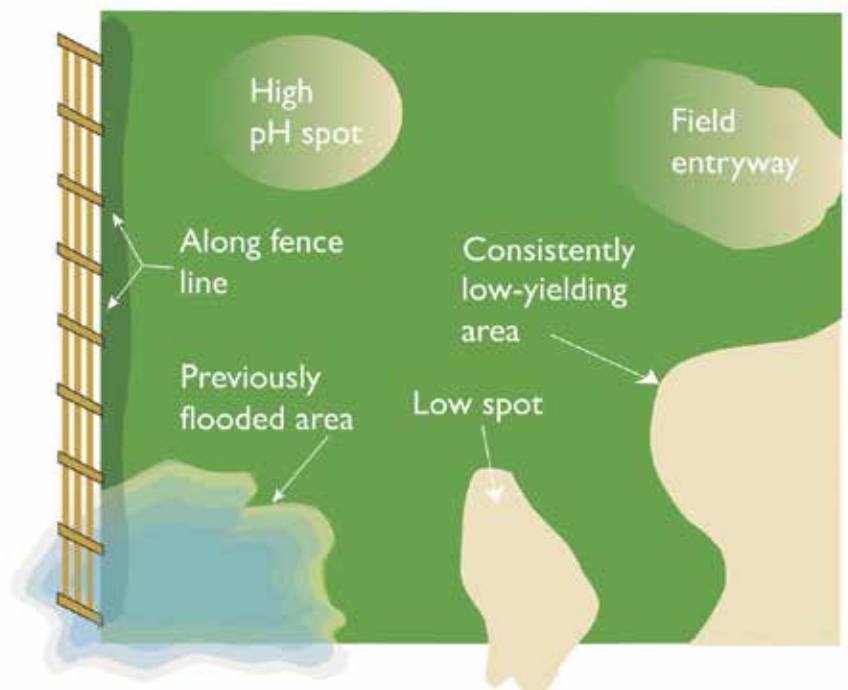 High
pH spot
Field
entryway
Along fence
line
Consistently
low-yielding
area
Previously
flooded area
Low spot